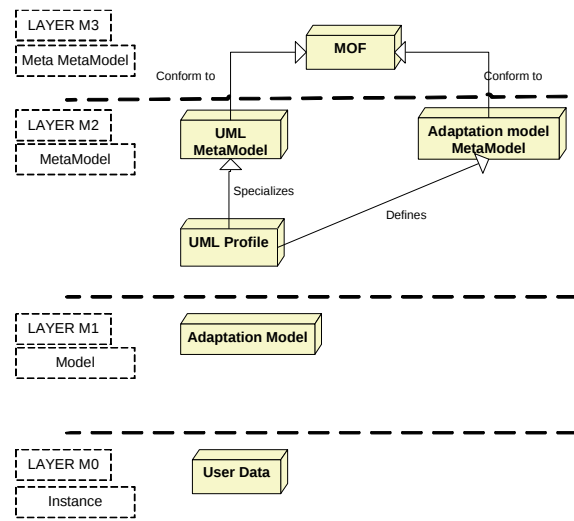 LAYER M3
Meta MetaModel
MOF
Conform to
Conform to
LAYER M2
MetaModel
UML
MetaModel
Adaptation model
MetaModel
Specializes
Defines
UML Profile
LAYER M1
Model
Adaptation Model
LAYER M0
Instance
User Data